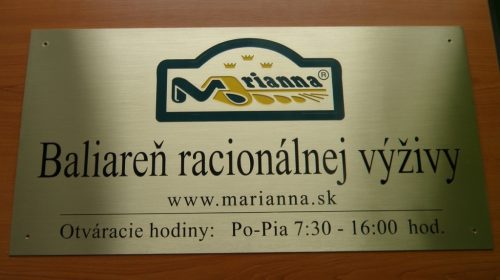 Marianna ®
Baliareň racionálnej výživy
www.marianna.sk
Otváracie hodiny: Po-Pia 7:30 - 16:00 hod.